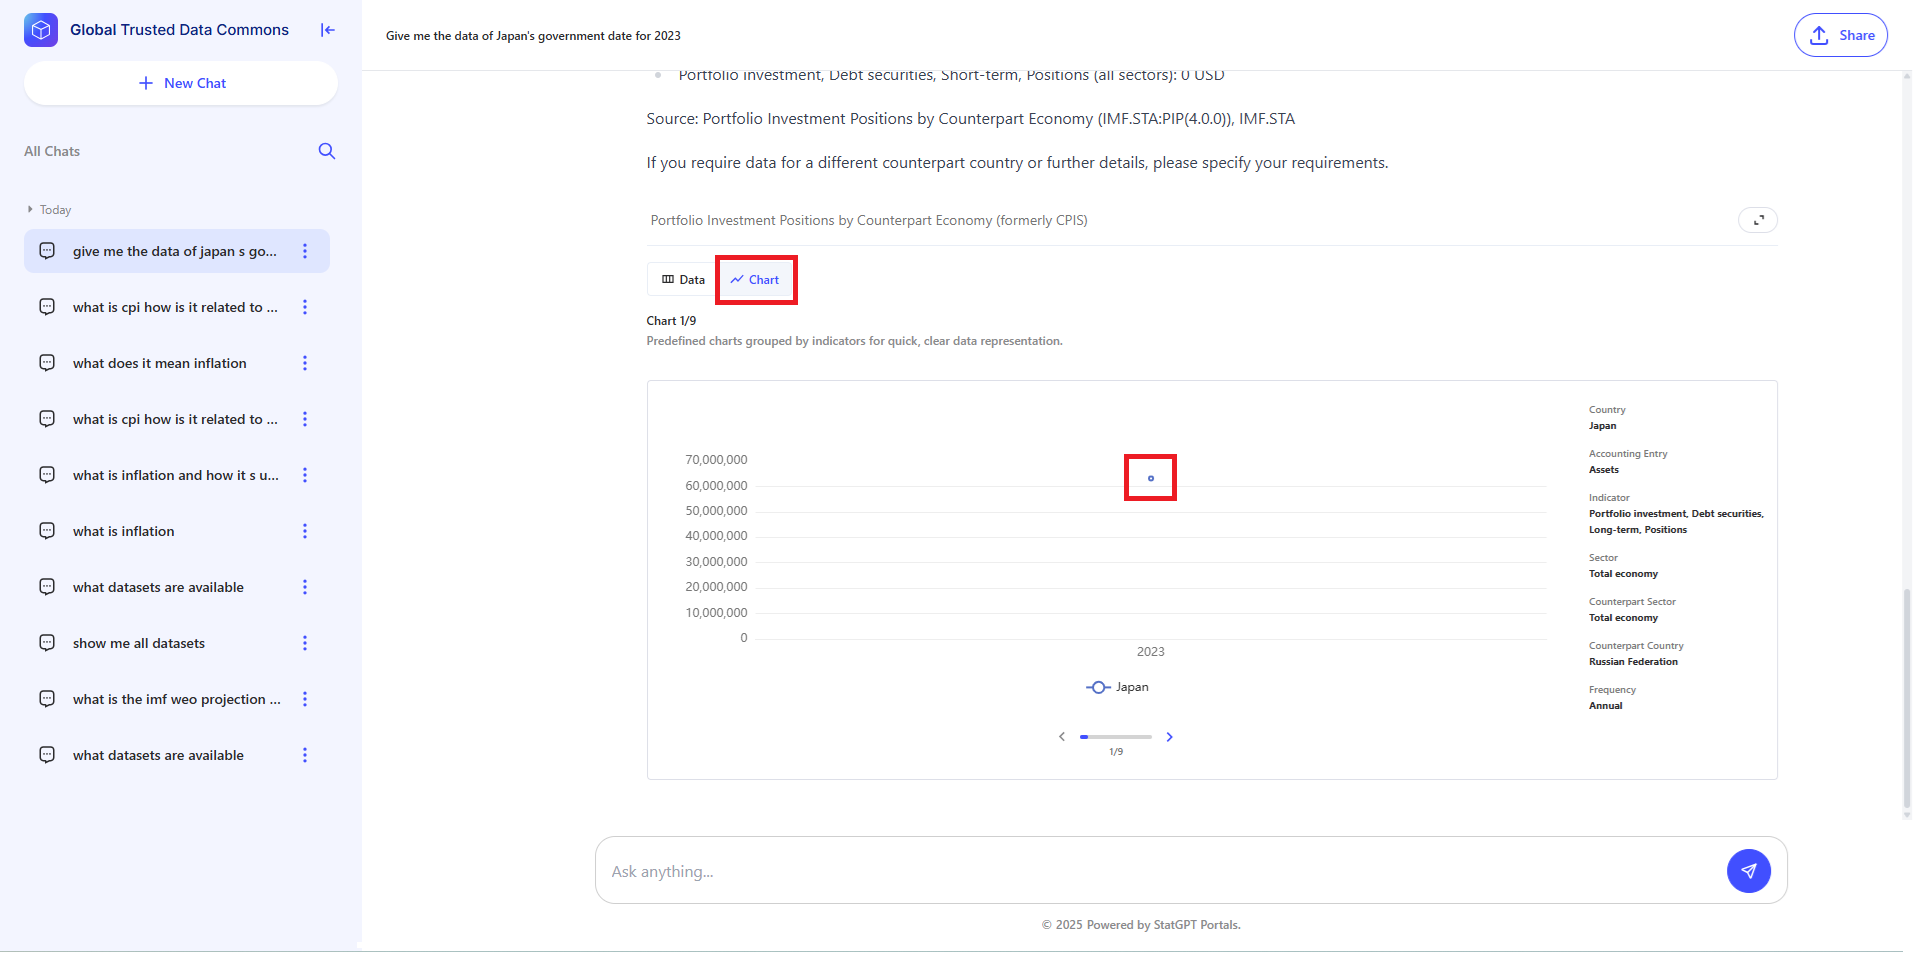 Global Trusted Data Commons
New Chat
All Chats
Today
give me the data of japan s go...
what is cpi how is it related to ...
what does it mean inflation
what is cpi how is it related to ...
what is inflation and how it s u...
what is inflation
what datasets are available
show me all datasets
what is the imf weo projection ...
what datasets are available
Give me the data of Japan's government date for 2023
Share
Portfolio investment, Debt securities, Short-term, Positions (all sectors): 0 USD
Source: Portfolio Investment Positions by Counterpart Economy (IMF.STA:PIP(4.0.0)), IMF.STA
If you require data for a different counterpart country or further details, please specify your requirements.
Portfolio Investment Positions by Counterpart Economy (formerly CPIS)
Data
Chart
Chart 1/9
Predefined charts grouped by indicators for quick, clear data representation.
70,000,000
60,000,000
50,000,000
40,000,000
30,000,000
20,000,000
10,000,000
0
2023
Japan
1/9
Country
Japan
Accounting Entry
Assets
Indicator
Portfolio investment, Debt securities,
Long-term, Positions
Sector
Total economy
Counterpart Sector
Total economy
Counterpart Country
Russian Federation
Frequency
Annual
Ask anything...
© 2025 Powered by StatGPT Portals.